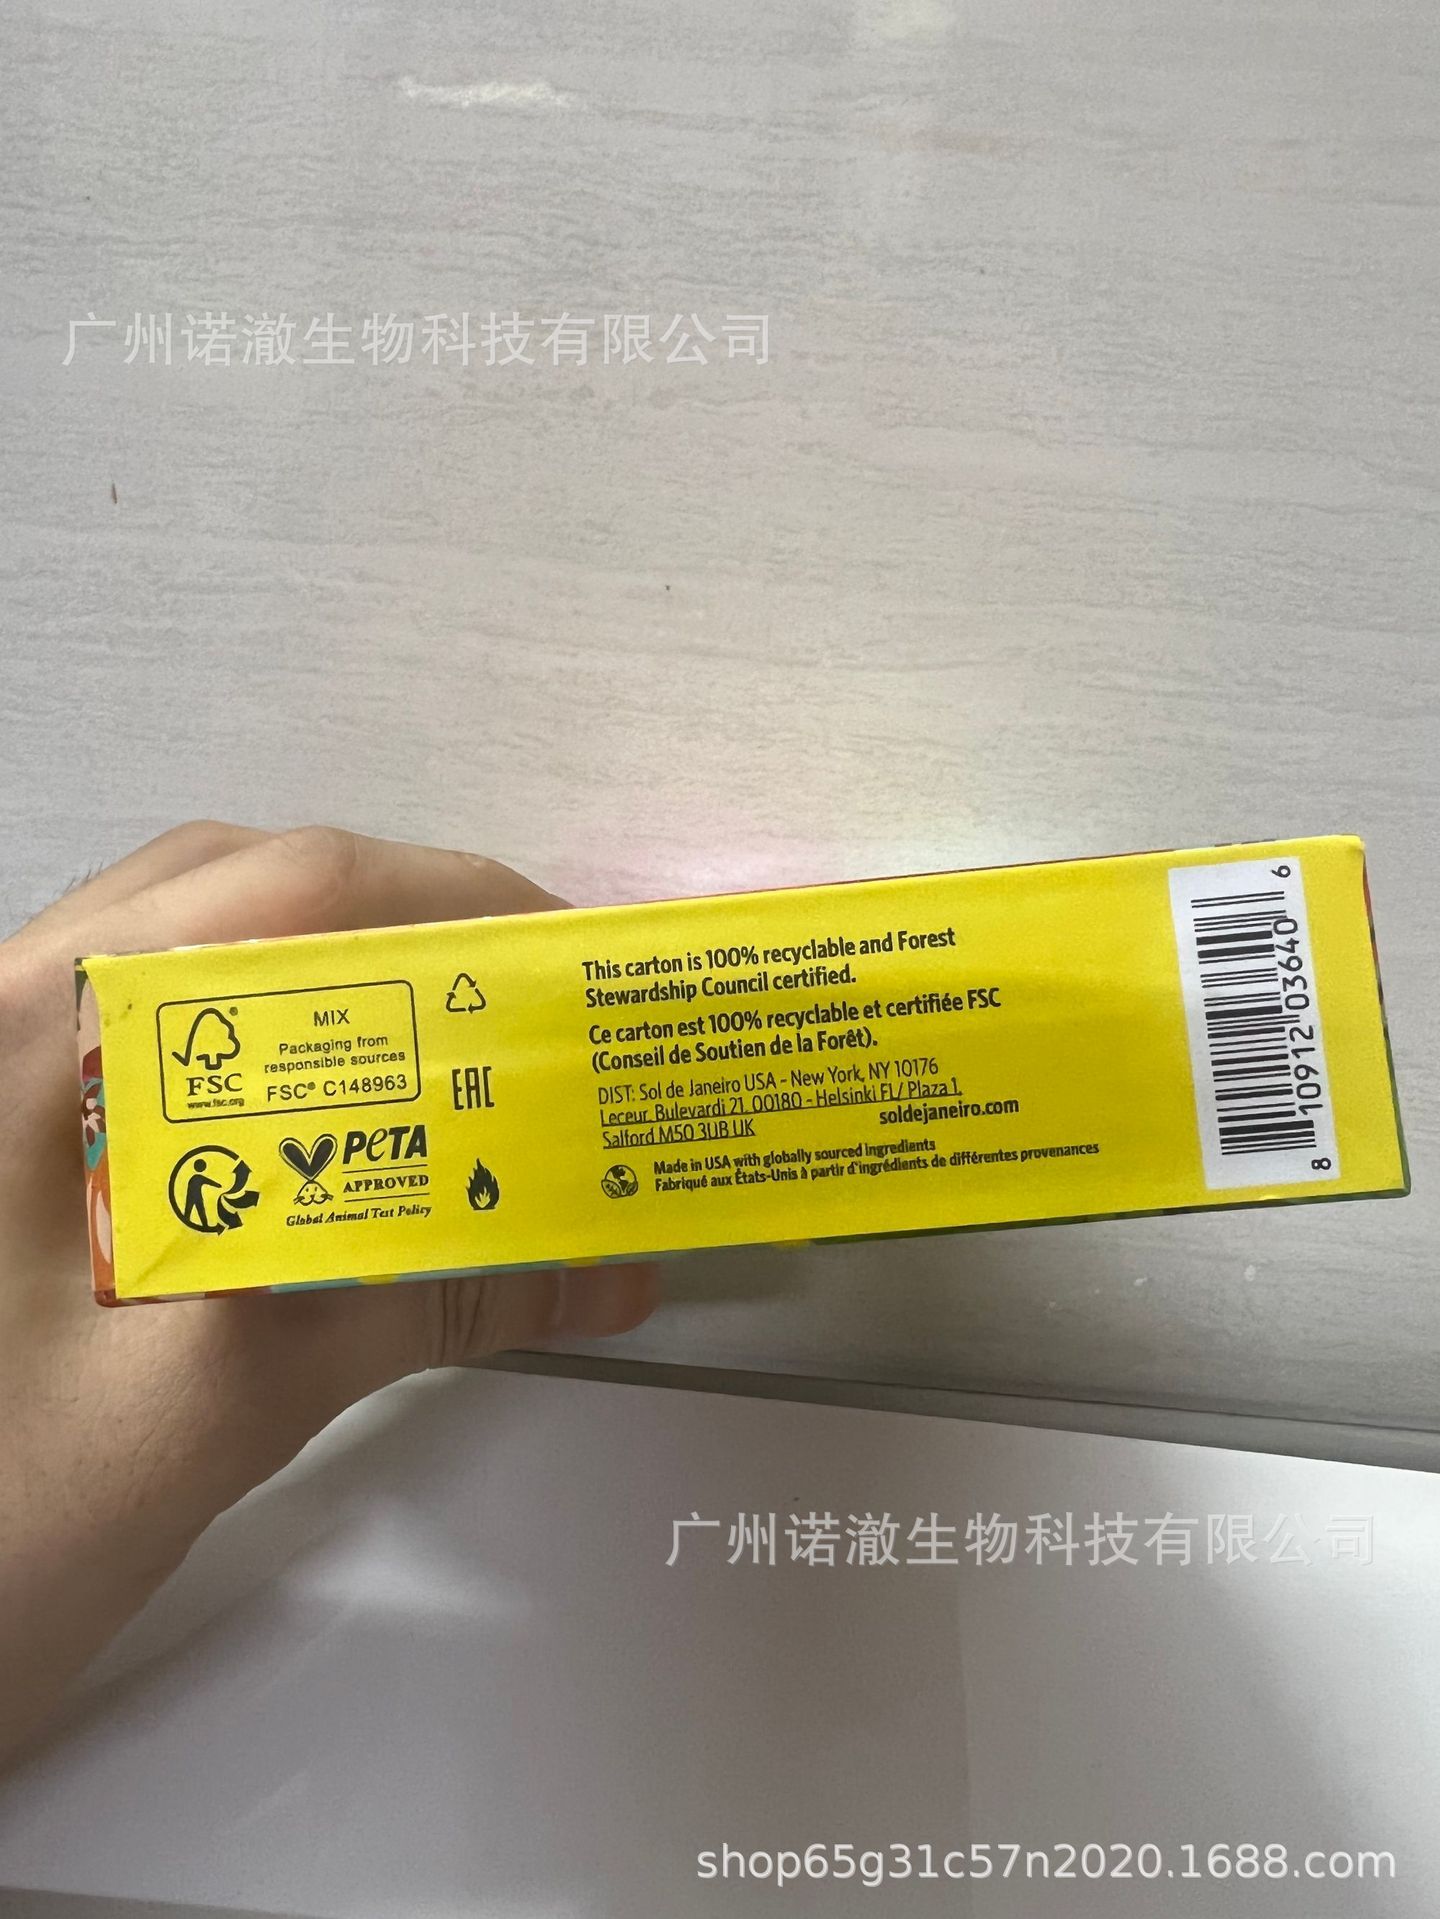 广州诺澈生物科技有限公司
FSC®
www.fsc.org
MIX
Packaging from
responsible sources
FSC® C148963
EAC
PETA
APPROVED
Global Animal Test Policy
This carton is 100% recyclable and Forest
Stewardship Council certified.
Ce carton est 100% recyclable et certifiée FSC
(Conseil de Soutien de la Forêt).
DIST: Sol de Janeiro USA - New York, NY 10176
Leceur, Bulevardi 21, 00180 - Helsinki FL/ Plaza 1,
Salford M50 3UB UK
soldejaneiro.com
Made in USA with globally sourced ingredients
Fabriqué aux États-Unis à partir d'ingrédients de différentes provenances
8 10912 03640 6
广州诺澈生物科技有限公司
shop65g31c57n2020.1688.com